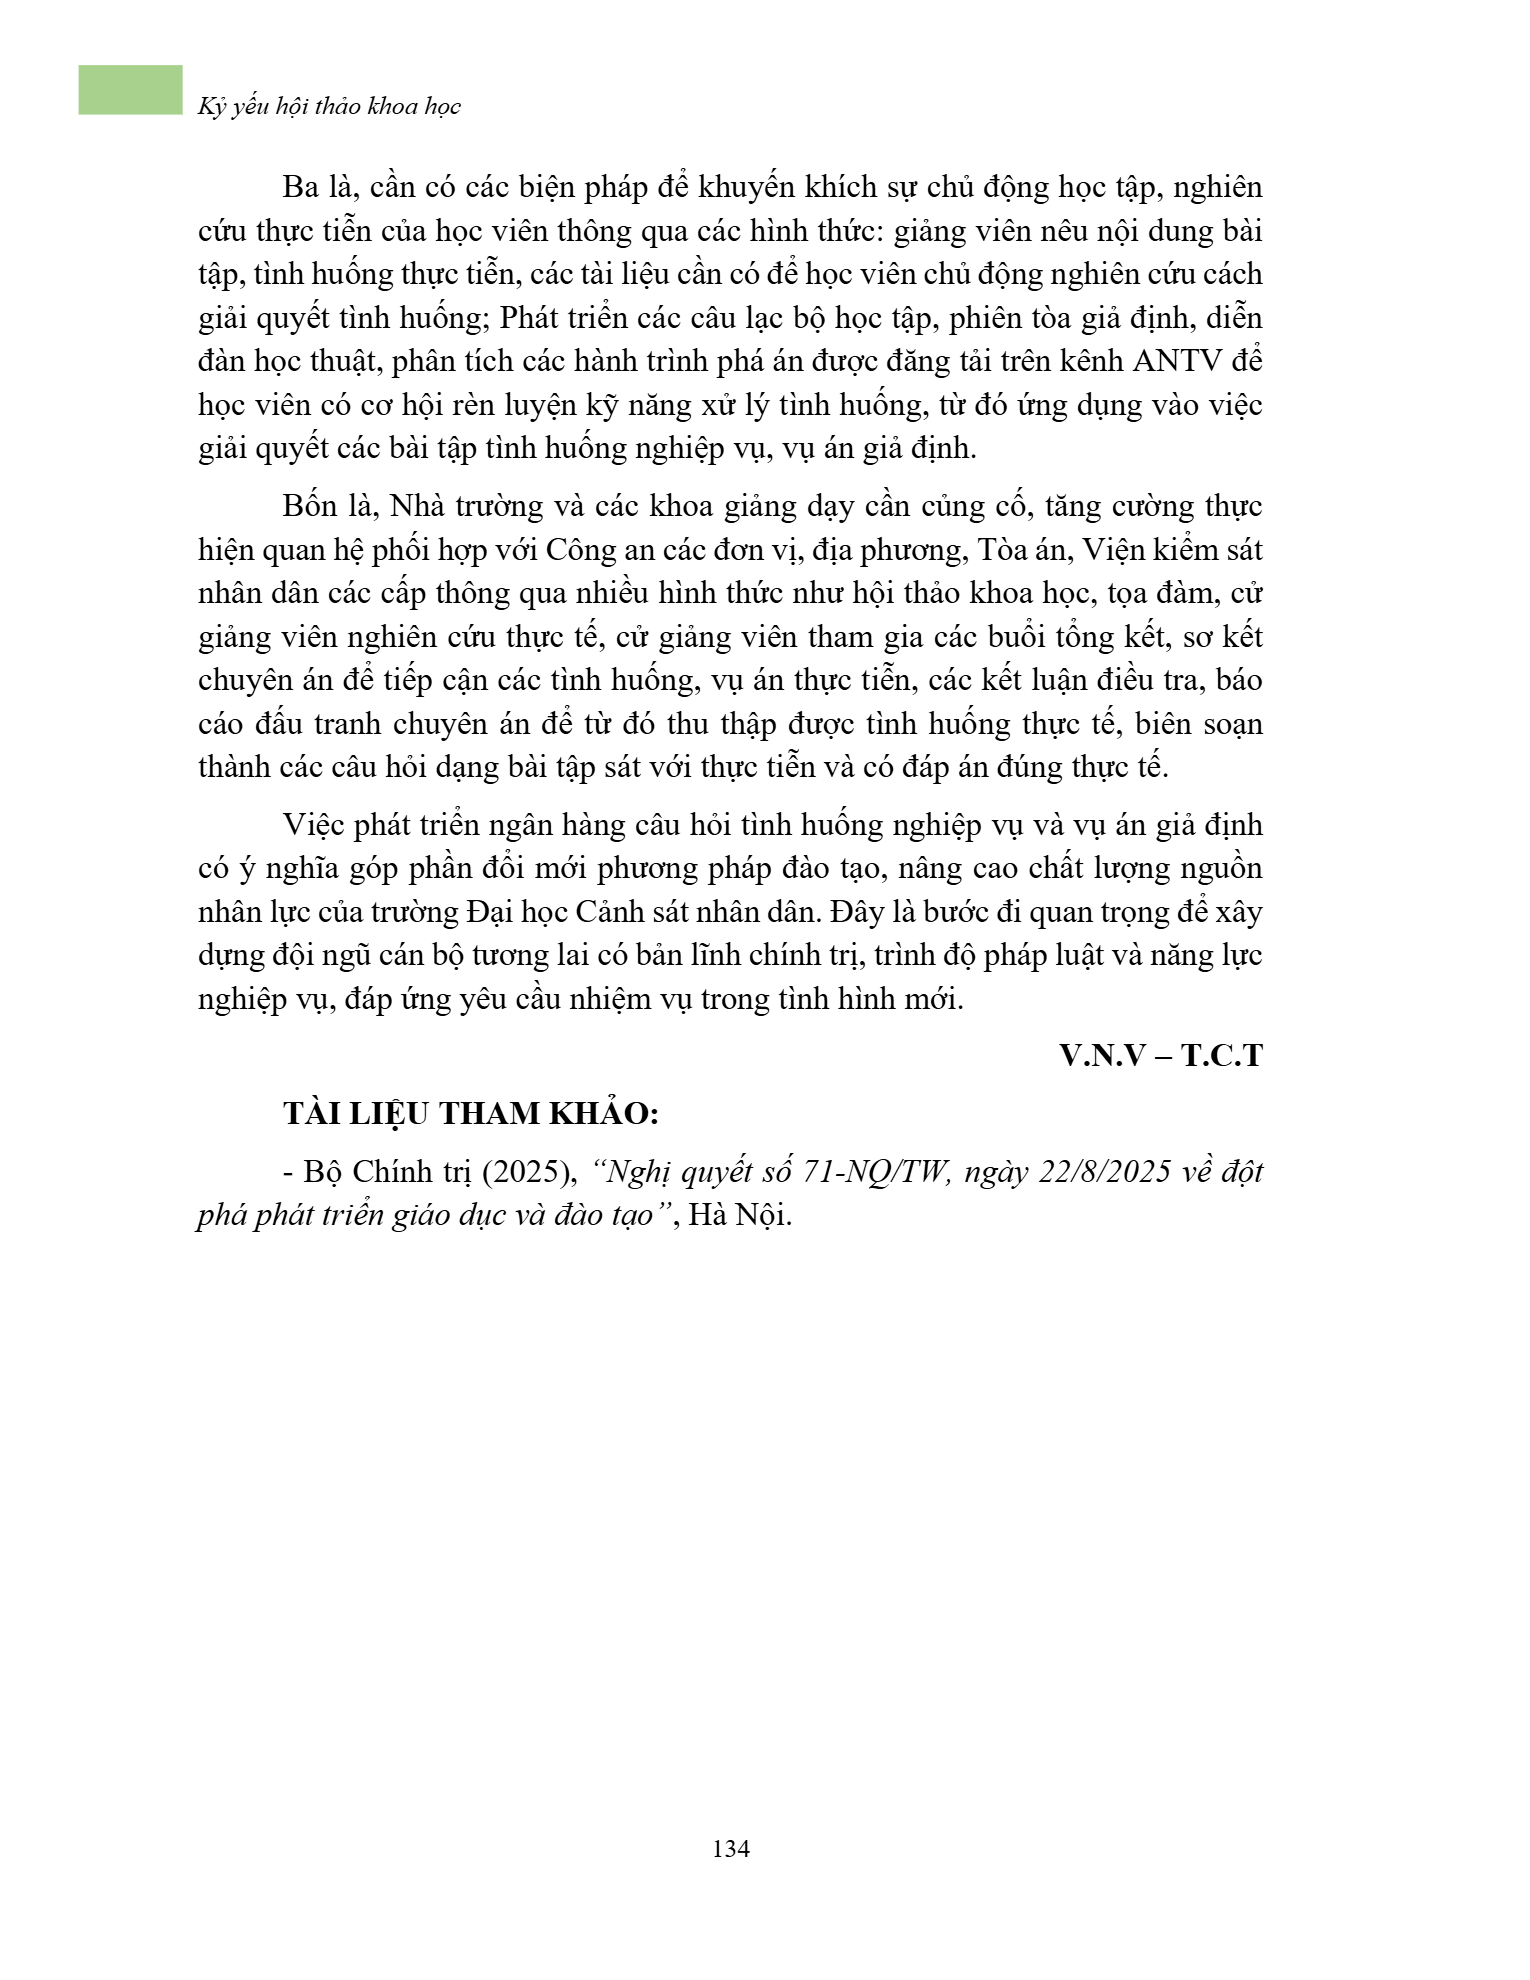 Kỷ yếu hội thảo khoa học
Ba là, cần có các biện pháp để khuyến khích sự chủ động học tập, nghiên
cứu thực tiễn của học viên thông qua các hình thức: giảng viên nêu nội dung bài
tập, tình huống thực tiễn, các tài liệu cần có để học viên chủ động nghiên cứu cách
giải quyết tình huống; Phát triển các câu lạc bộ học tập, phiên tòa giả định, diễn
đàn học thuật, phân tích các hành trình phá án được đăng tải trên kênh ANTV để
học viên có cơ hội rèn luyện kỹ năng xử lý tình huống, từ đó ứng dụng vào việc
giải quyết các bài tập tình huống nghiệp vụ, vụ án giả định.
Bốn là, Nhà trường và các khoa giảng dạy cần củng cố, tăng cường thực
hiện quan hệ phối hợp với Công an các đơn vị, địa phương, Tòa án, Viện kiểm sát
nhân dân các cấp thông qua nhiều hình thức như hội thảo khoa học, tọa đàm, cử
giảng viên nghiên cứu thực tế, cử giảng viên tham gia các buổi tổng kết, sơ kết
chuyên án để tiếp cận các tình huống, vụ án thực tiễn, các kết luận điều tra, báo
cáo đấu tranh chuyên án để từ đó thu thập được tình huống thực tế, biên soạn
thành các câu hỏi dạng bài tập sát với thực tiễn và có đáp án đúng thực tế.
Việc phát triển ngân hàng câu hỏi tình huống nghiệp vụ và vụ án giả định
có ý nghĩa góp phần đổi mới phương pháp đào tạo, nâng cao chất lượng nguồn
nhân lực của trường Đại học Cảnh sát nhân dân. Đây là bước đi quan trọng để xây
dựng đội ngũ cán bộ tương lai có bản lĩnh chính trị, trình độ pháp luật và năng lực
nghiệp vụ, đáp ứng yêu cầu nhiệm vụ trong tình hình mới.
V.N.V – T.C.T
TÀI LIỆU THAM KHẢO:
- Bộ Chính trị (2025), “Nghị quyết số 71-NQ/TW, ngày 22/8/2025 về đột
phá phát triển giáo dục và đào tạo”, Hà Nội.
134